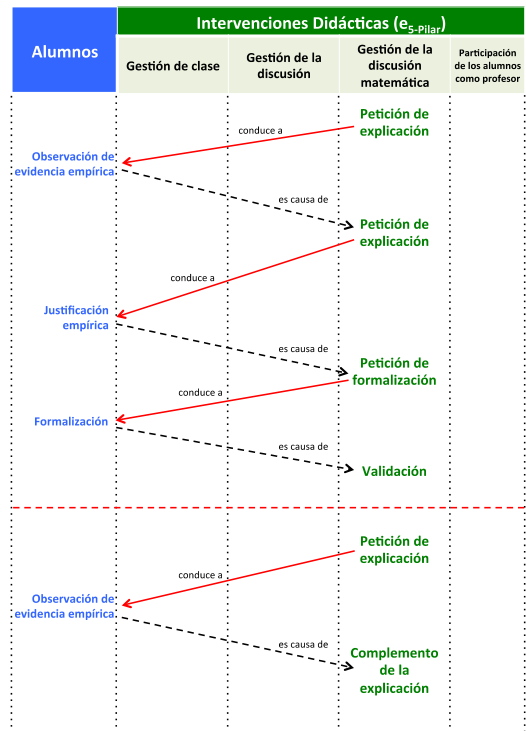 Intervenciones Didácticas (e5-Pilar)
Alumnos
Gestión de clase
Gestión de la
discusión
Gestión de la
discusión
matemática
Participación
de los alumnos
como profesor
Petición de
explicación
conduce a
Observación de
evidencia empírica
es causa de
Petición de
explicación
conduce a
Justificación
empírica
es causa de
Petición de
formalización
conduce a
Formalización
es causa de
Validación
Petición de
explicación
conduce a
Observación de
evidencia empírica
es causa de
Complemento
de la
explicación